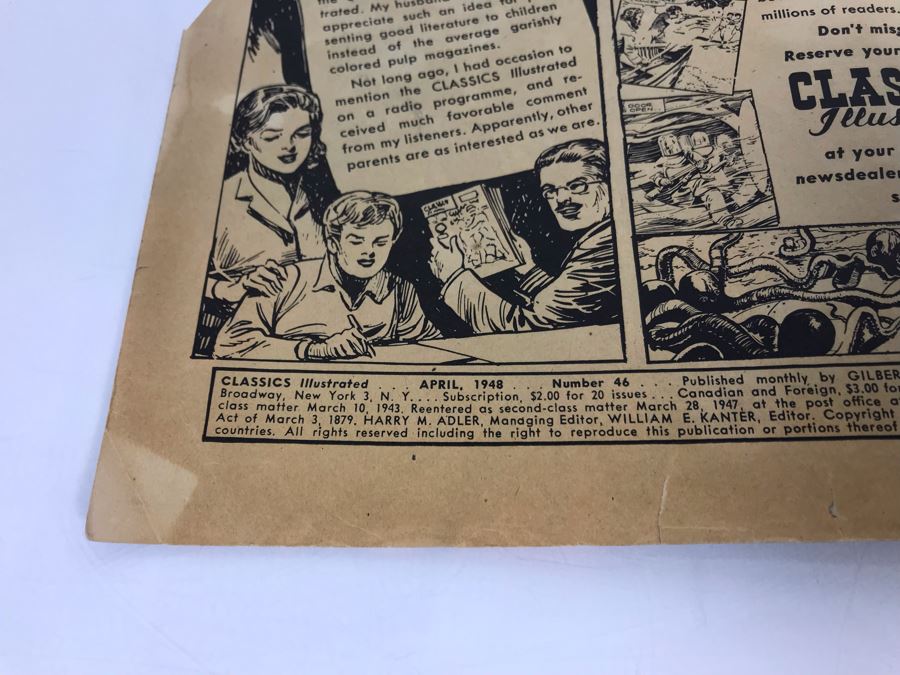 trated. My husband
appreciate such an idea for
senting good literature to children
instead of the average garishly
colored pulp magazines.
Not long ago, I had occasion to
mention the CLASSICS Illustrated
on a radio programme, and re-
ceived much favorable comment
from my listeners. Apparently, other
parents are as interested as we are.
millions of readers.
Don't miss
Reserve your
CLAS
Illus
at your
newsdealer
s
CLASSICS Illustrated . . . . APRIL, 1948 . . . . Number 46 . . . . Published monthly by GILBER
Broadway, New York 3, N. Y. . . . Subscription, $2.00 for 20 issues . . . Canadian and Foreign, $3.00 for
class matter March 10, 1943. Reentered as second-class matter March 28, 1947, at the post office at
Act of March 3, 1879. HARRY M. ADLER, Managing Editor, WILLIAM E. KANTER, Editor. Copyright
countries. All rights reserved including the right to reproduce this publication or portions thereof